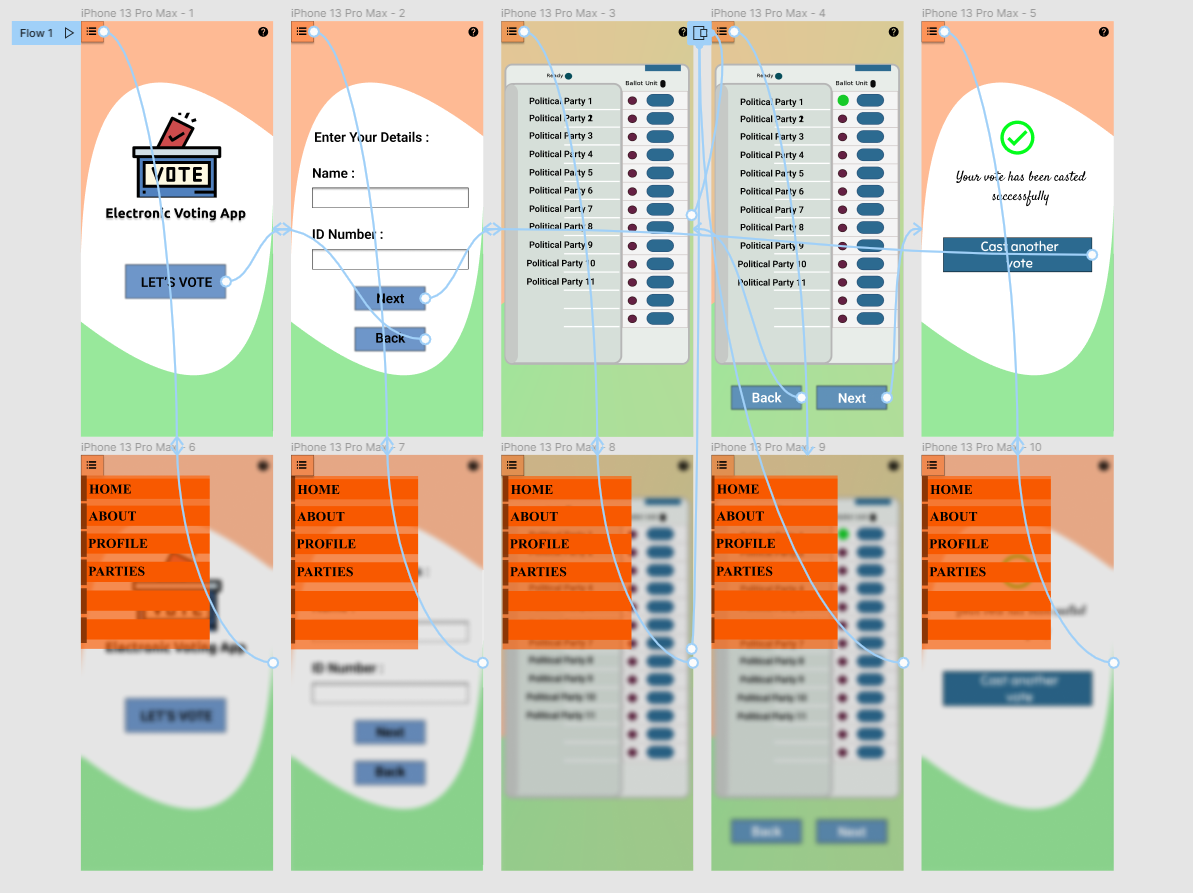 iPhone 13 Pro Max - 1
iPhone 13 Pro Max - 2
iPhone 13 Pro Max - 3
iPhone 13 Pro Max - 4
iPhone 13 Pro Max - 5
Flow 1
VOTE
Electronic Voting App
LET'S VOTE
Enter Your Details :
Name :
ID Number :
Next
Back
Ready
Ballot Unit
Political Party 1
Political Party 2
Political Party 3
Political Party 4
Political Party 5
Political Party 6
Political Party 7
Political Party 8
Political Party 9
Political Party 10
Political Party 11
Ready
Ballot Unit
Political Party 1
Political Party 2
Political Party 3
Political Party 4
Political Party 5
Political Party 6
Political Party 7
Political Party 8
Political Party 9
Political Party 10
Political Party 11
Back
Next
Your vote has been casted
successfully
Cast another
vote
iPhone 13 Pro Max - 6
iPhone 13 Pro Max - 7
iPhone 13 Pro Max - 8
iPhone 13 Pro Max - 9
iPhone 13 Pro Max - 10
HOME
ABOUT
PROFILE
PARTIES
Electronic Voting App
LET'S VOTE
HOME
ABOUT
PROFILE
PARTIES
ID Number :
Next
Back
HOME
ABOUT
PROFILE
PARTIES
Political Party 7
Political Party 8
Political Party 9
Political Party 10
Political Party 11
HOME
ABOUT
PROFILE
PARTIES
Political Party 7
Political Party 8
Political Party 9
Political Party 10
Political Party 11
Back
Next
HOME
ABOUT
PROFILE
PARTIES
Cast another
vote